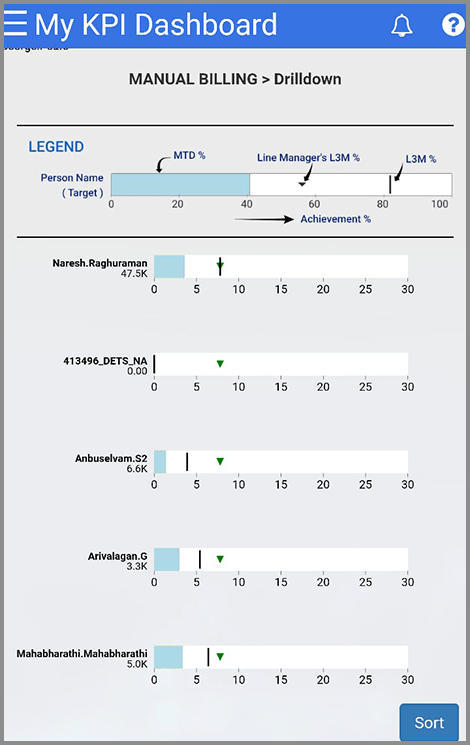 My KPI Dashboard
?
MANUAL BILLING > Drilldown
LEGEND
MTD %
Line Manager's L3M %
L3M %
Person Name
( Target )
0 20 40 60 80 100
Achievement %
Naresh.Raghuraman
47.5K
0 5 10 15 20 25 30
413496_DETS_NA
0.00
0 5 10 15 20 25 30
Anbuselvam.S2
6.6K
0 5 10 15 20 25 30
Arivalagan.G
3.3K
0 5 10 15 20 25 30
Mahabharathi.Mahabharathi
5.0K
0 5 10 15 20 25 30
Sort